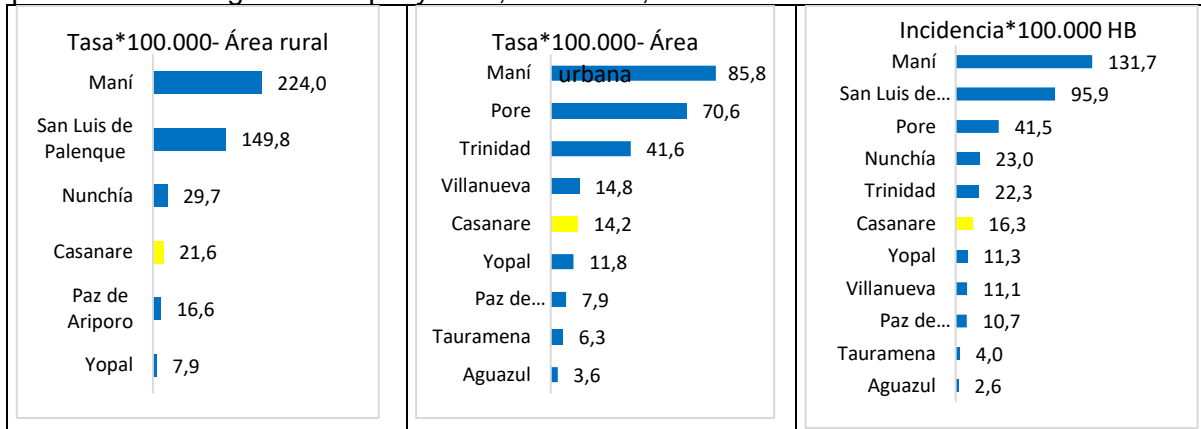 Tasa*100.000- Área rural
Maní 224,0
San Luis de
Palenque 149,8
Nunchía 29,7
Casanare 21,6
Paz de
Ariporo 16,6
Yopal 7,9
Tasa*100.000- Área
urbana
Maní 85,8
Pore 70,6
Trinidad 41,6
Villanueva 14,8
Casanare 14,2
Yopal 11,8
Paz de... 7,9
Tauramena 6,3
Aguazul 3,6
Incidencia*100.000 HB
Maní 131,7
San Luis de... 95,9
Pore 41,5
Nunchía 23,0
Trinidad 22,3
Casanare 16,3
Yopal 11,3
Villanueva 11,1
Paz de... 10,7
Tauramena 4,0
Aguazul 2,6